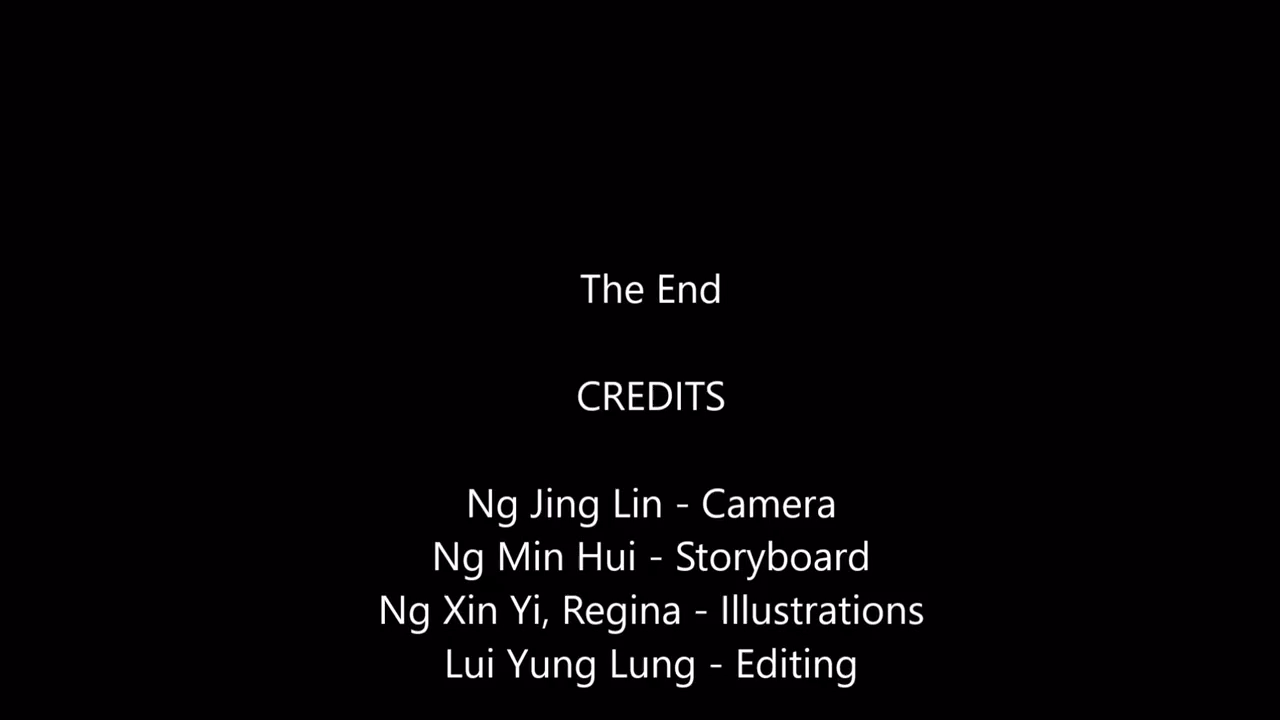 The End
CREDITS
Ng Jing Lin - Camera
Ng Min Hui - Storyboard
Ng Xin Yi, Regina - Illustrations
Lui Yung Lung - Editing